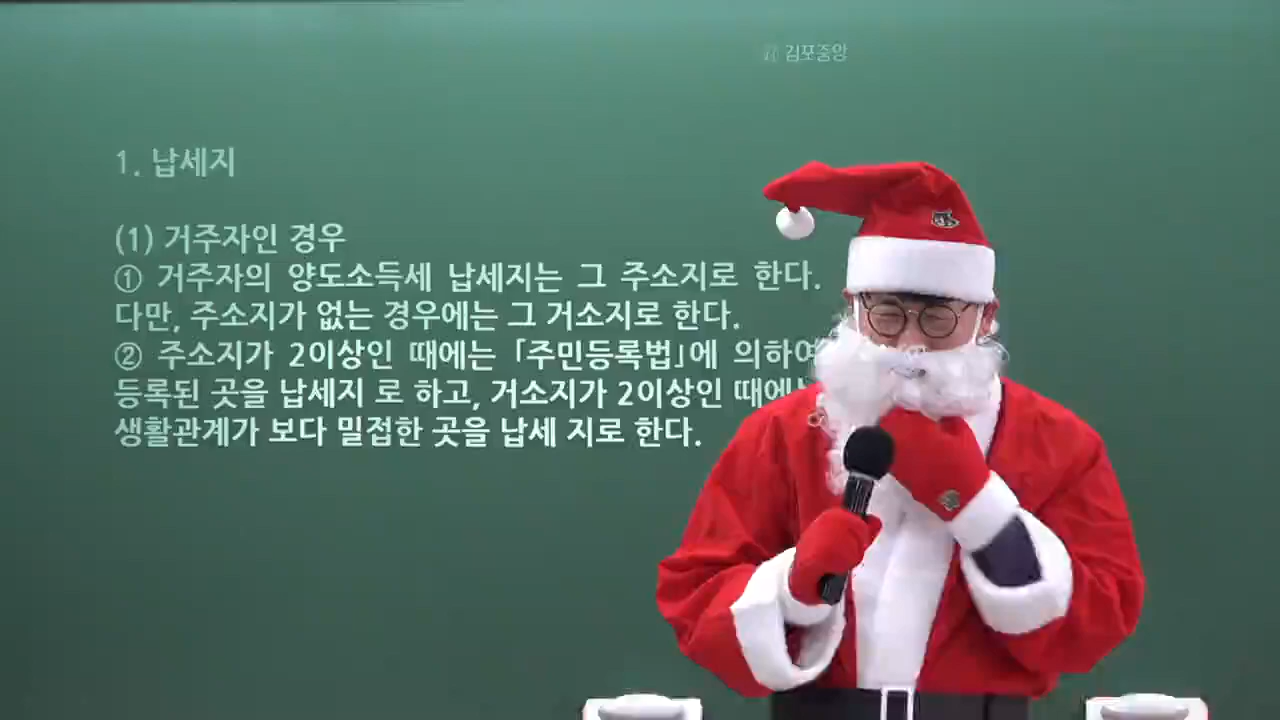 김포중앙
1. 납세지
(1) 거주자인 경우
① 거주자의 양도소득세 납세지는 그 주소지로 한다.
다만, 주소지가 없는 경우에는 그 거소지로 한다.
② 주소지가 2이상인 때에는 「주민등록법」에 의하여
등록된 곳을 납세지 로 하고, 거소지가 2이상인
생활관계가 보다 밀접한 곳을 납세 지로 한다.